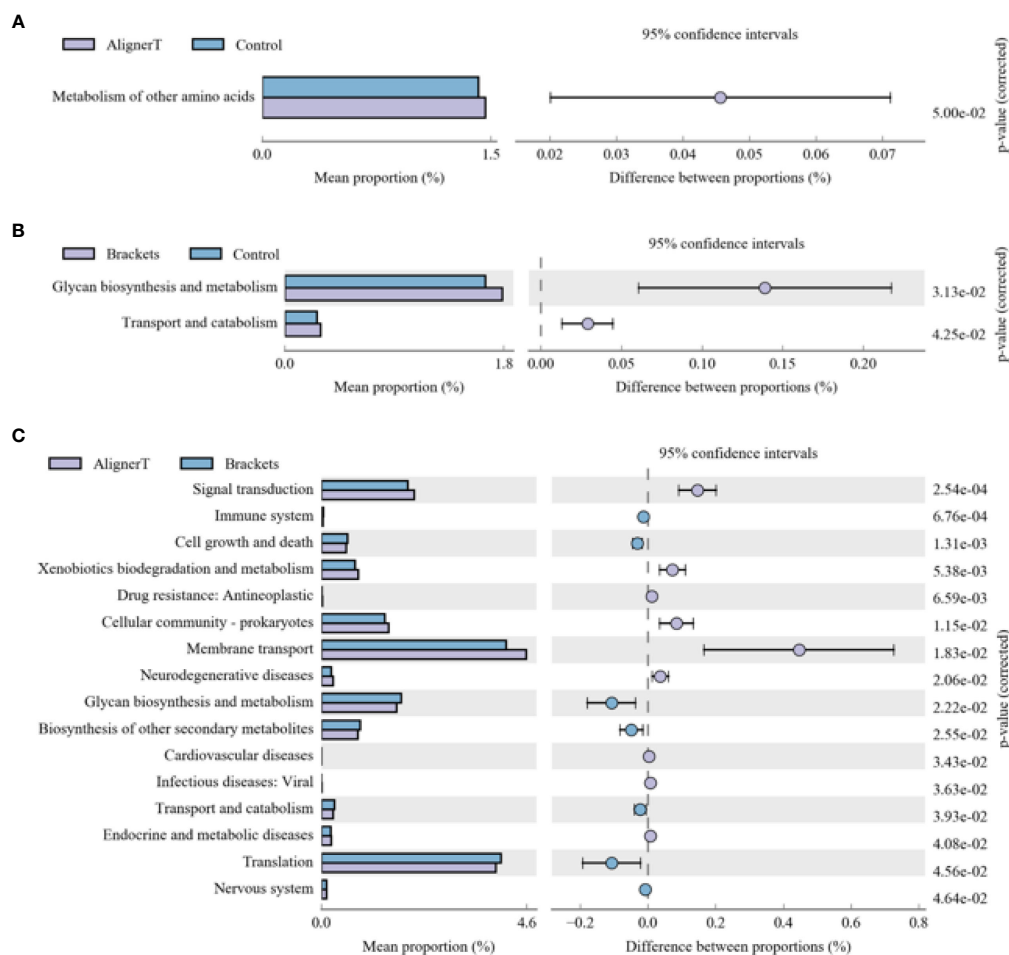 A
AlignerT Control
95% confidence intervals
Metabolism of other amino acids
5.00e-02
p-value (corrected)
0.0 1.5
0.02 0.03 0.04 0.05 0.06 0.07
Mean proportion (%)
Difference between proportions (%)
B
Brackets Control
95% confidence intervals
Glycan biosynthesis and metabolism
3.13e-02
Transport and catabolism
4.25e-02
p-value (corrected)
0.0 1.8
0.00 0.05 0.10 0.15 0.20
Mean proportion (%)
Difference between proportions (%)
C
AlignerT Brackets
95% confidence intervals
Signal transduction 2.54e-04
Immune system 6.76e-04
Cell growth and death 1.31e-03
Xenobiotics biodegradation and metabolism 5.38e-03
Drug resistance: Antineoplastic 6.59e-03
Cellular community - prokaryotes 1.15e-02
Membrane transport 1.83e-02
Neurodegenerative diseases 2.06e-02
Glycan biosynthesis and metabolism 2.22e-02
Biosynthesis of other secondary metabolites 2.55e-02
Cardiovascular diseases 3.43e-02
Infectious diseases: Viral 3.63e-02
Transport and catabolism 3.93e-02
Endocrine and metabolic diseases 4.08e-02
Translation 4.56e-02
Nervous system 4.64e-02
p-value (corrected)
0.0 4.6
−0.2 0.0 0.2 0.4 0.6 0.8
Mean proportion (%)
Difference between proportions (%)